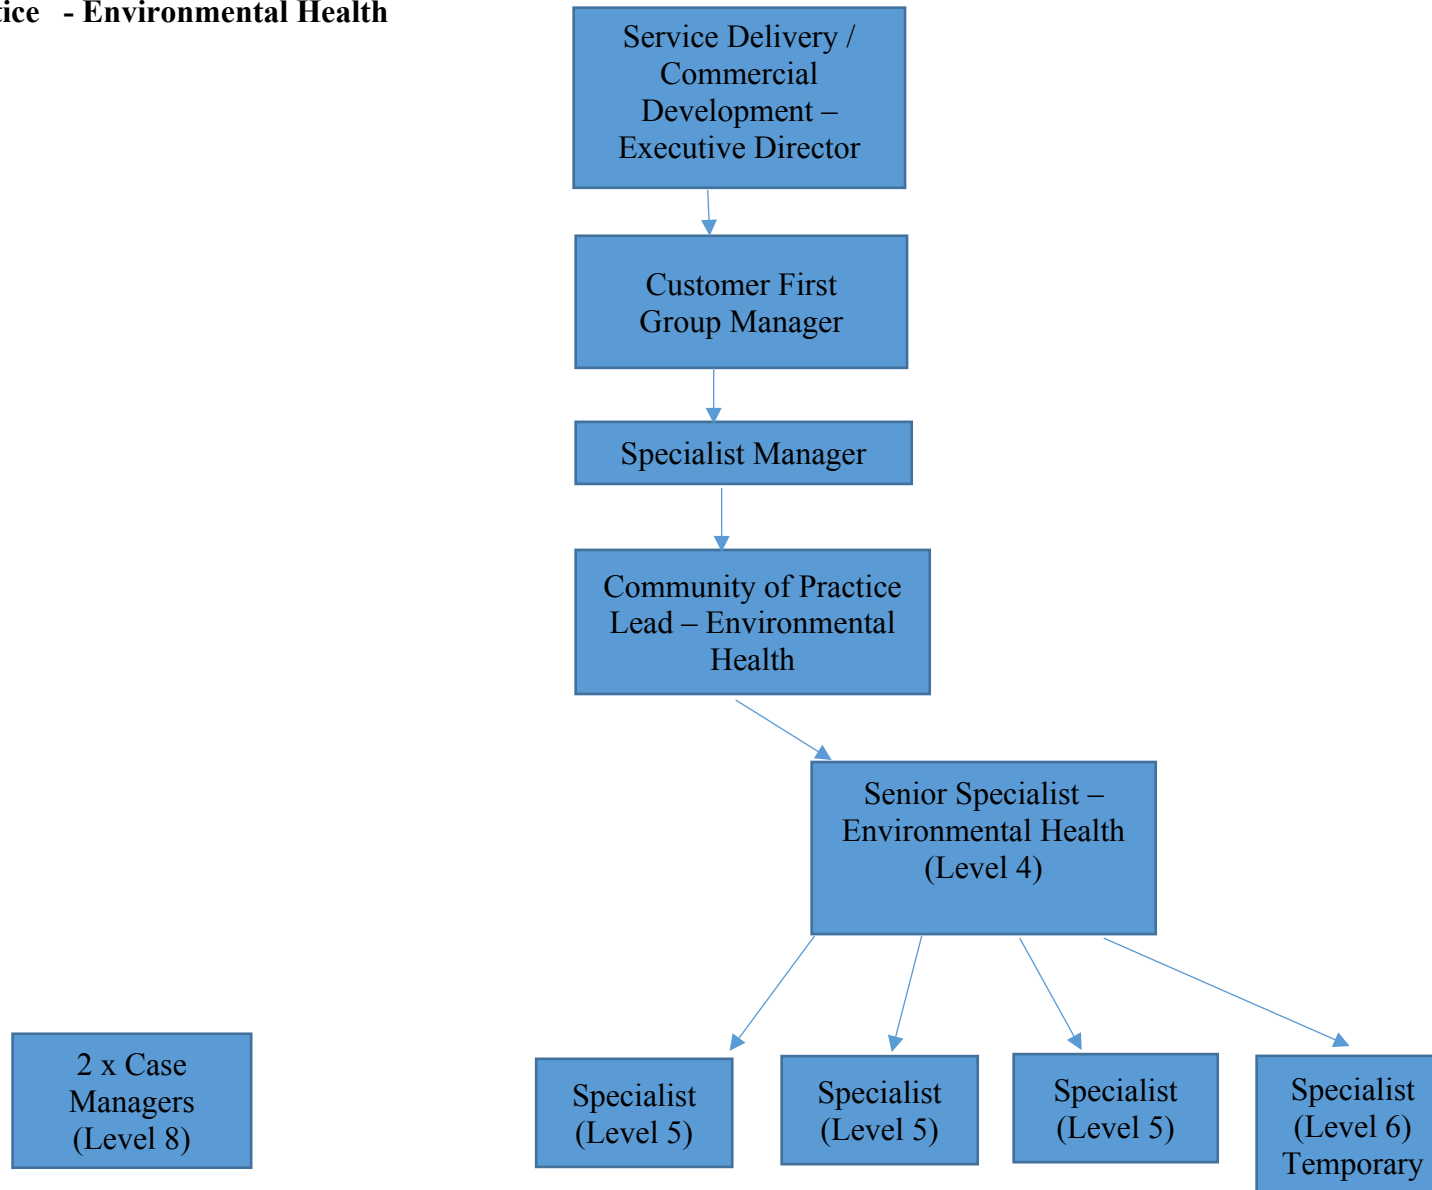 tice - Environmental Health
Service Delivery /
Commercial
Development –
Executive Director
Customer First
Group Manager
Specialist Manager
Community of Practice
Lead – Environmental
Health
Senior Specialist –
Environmental Health
(Level 4)
2 x Case
Managers
(Level 8)
Specialist
(Level 5)
Specialist
(Level 5)
Specialist
(Level 5)
Specialist
(Level 6)
Temporary